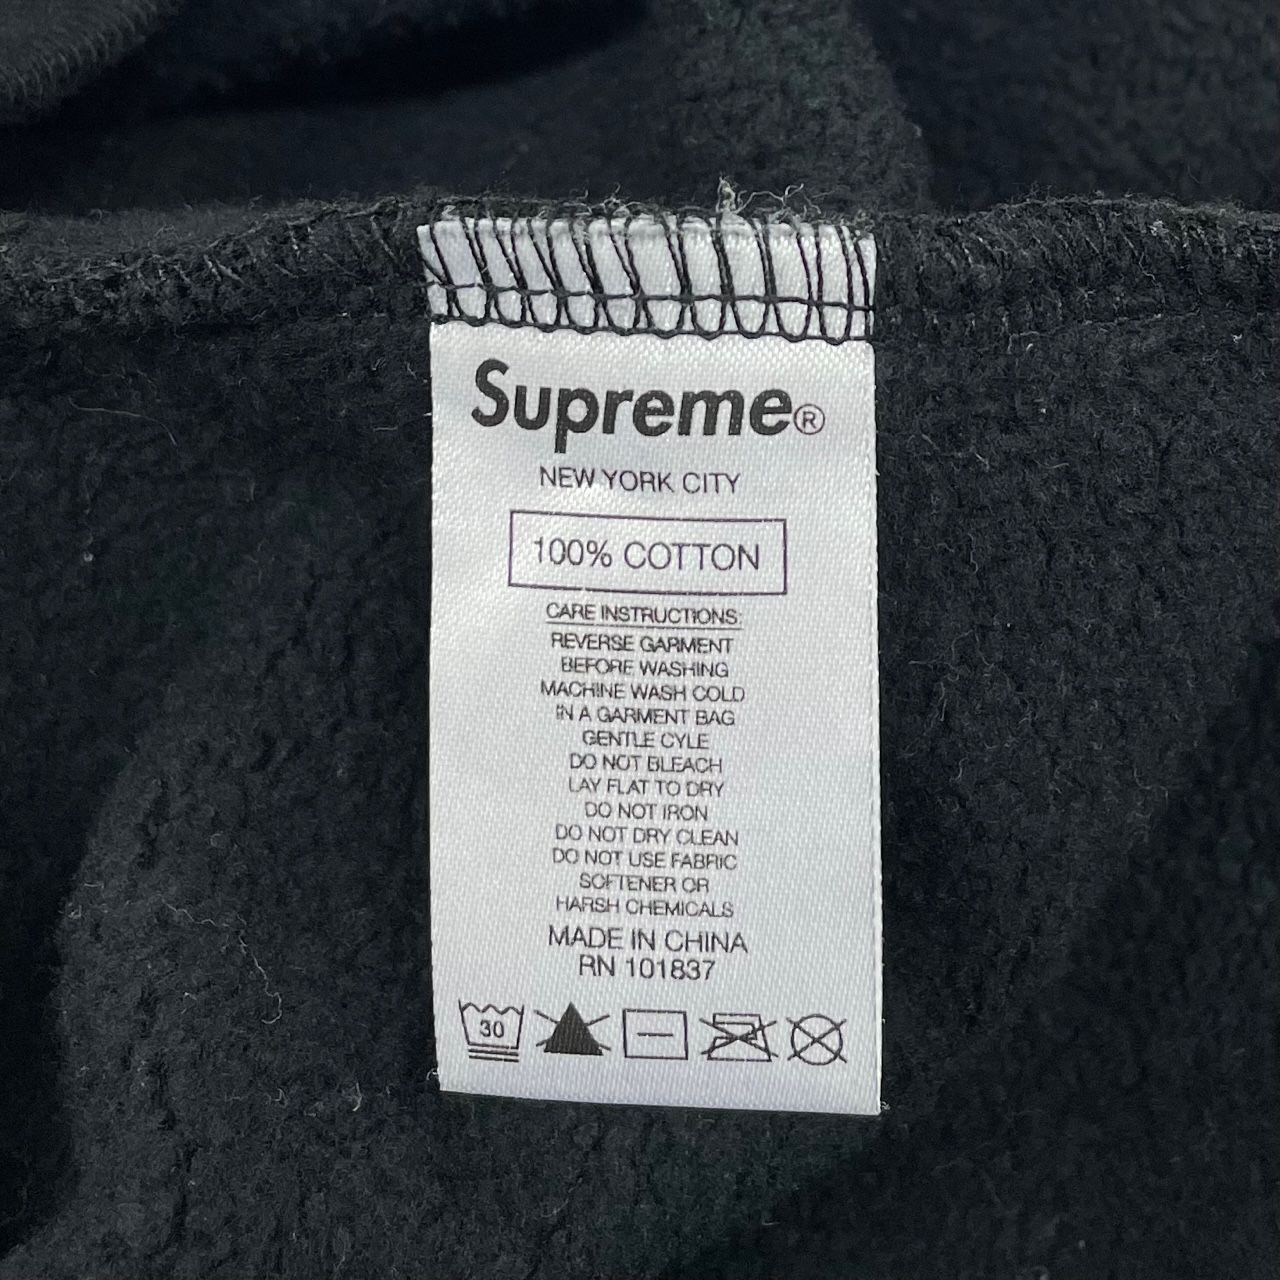 Supreme®
NEW YORK CITY
100% COTTON
CARE INSTRUCTIONS:
REVERSE GARMENT
BEFORE WASHING
MACHINE WASH COLD
IN A GARMENT BAG
GENTLE CYLE
DO NOT BLEACH
LAY FLAT TO DRY
DO NOT IRON
DO NOT DRY CLEAN
DO NOT USE FABRIC
SOFTENER OR
HARSH CHEMICALS
MADE IN CHINA
RN 101837
30